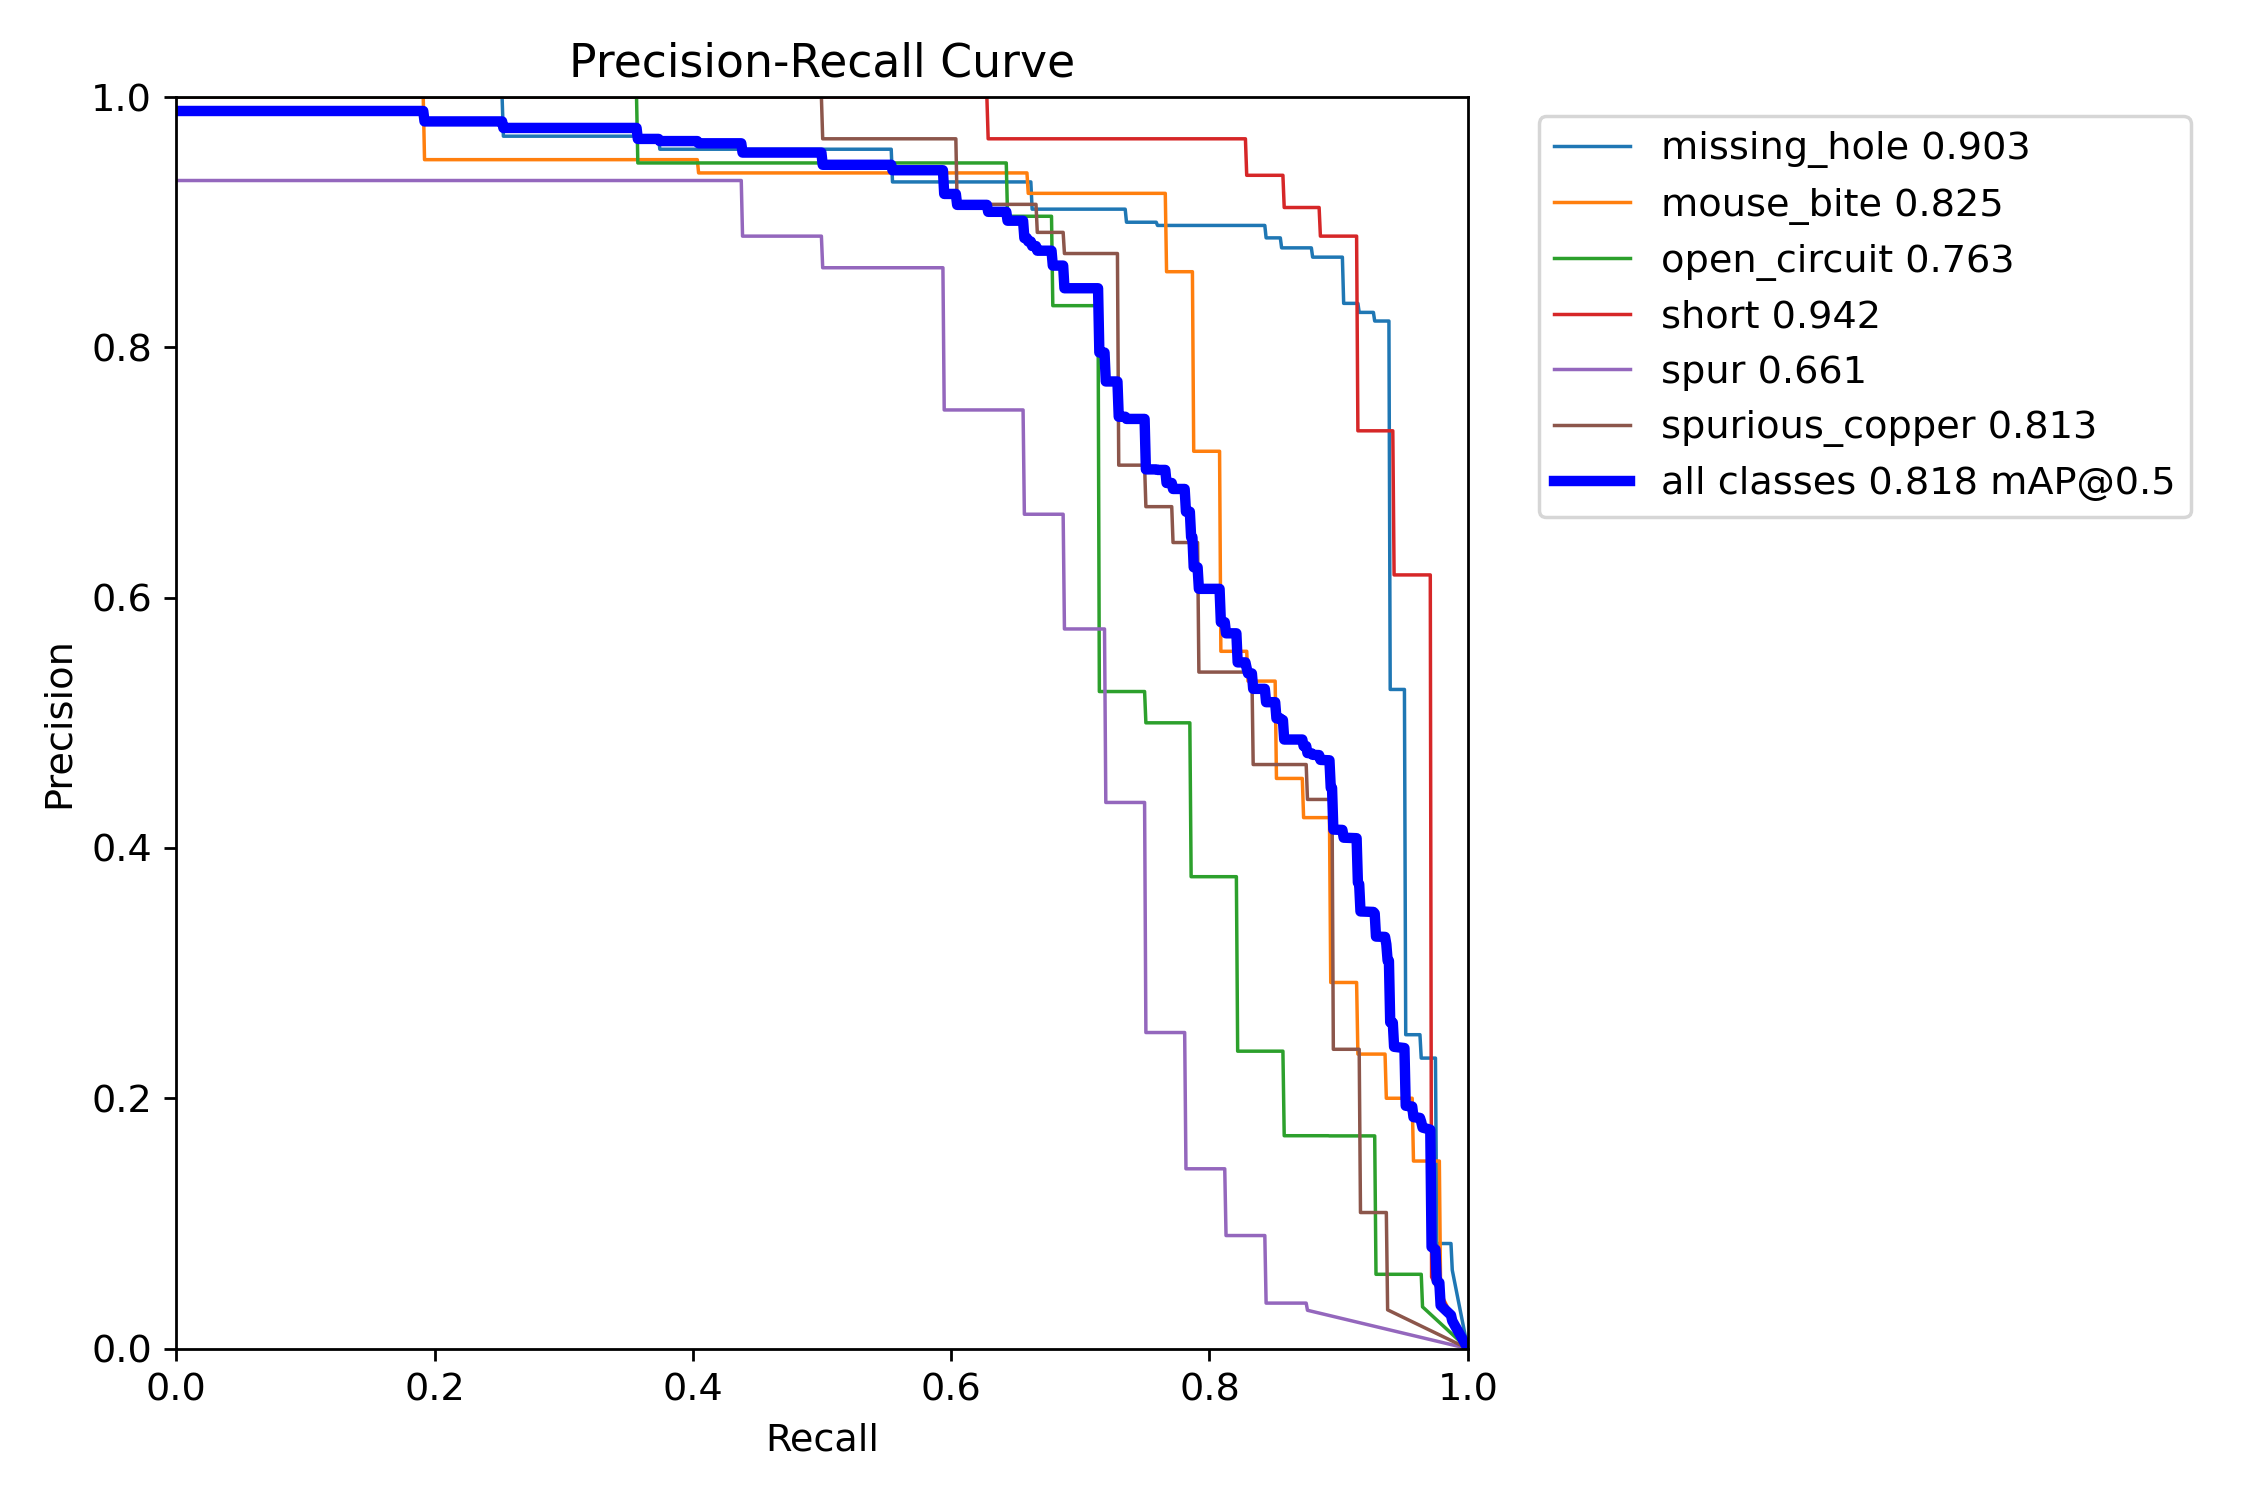 Precision-Recall Curve
1.0
0.8
0.6
0.4
0.2
0.0
Precision
0.0 0.2 0.4 0.6 0.8 1.0
Recall
missing_hole 0.903
mouse_bite 0.825
open_circuit 0.763
short 0.942
spur 0.661
spurious_copper 0.813
all classes 0.818 mAP@0.5